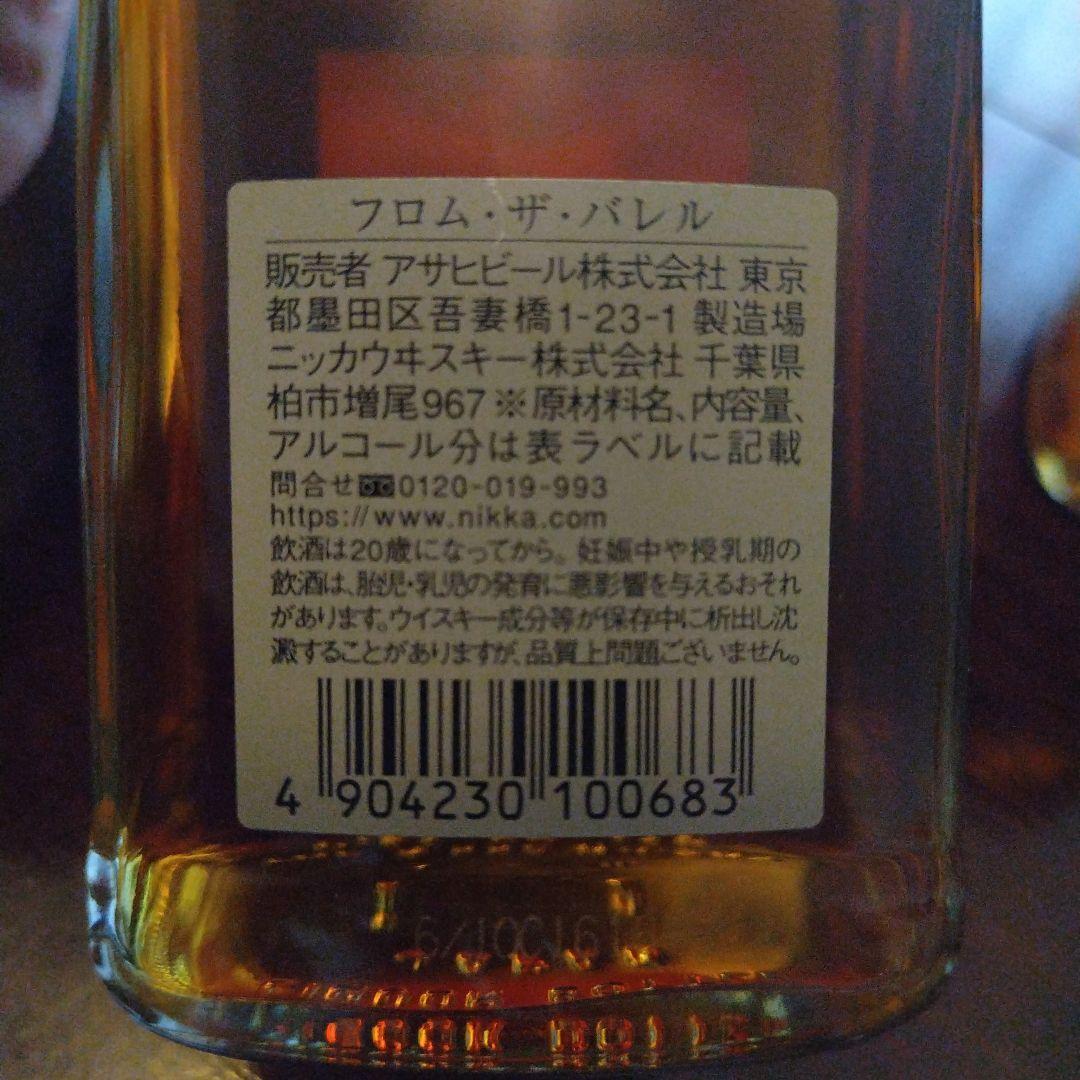 フロム・ザ・バレル
販売者 アサヒビール株式会社 東京
都墨田区吾妻橋1-23-1 製造場
ニッカウヰスキー株式会社 千葉県
柏市増尾967 ※原材料名、内容量、
アルコール分は表ラベルに記載
問合せ 0120-019-993
https://www.nikka.com
飲酒は20歳になってから。妊娠中や授乳期の
飲酒は、胎児・乳児の発育に悪影響を与えるおそれ
があります。ウイスキー成分等が保存中に析出し沈
澱することがありますが、品質上問題ございません。
4 904230 100683